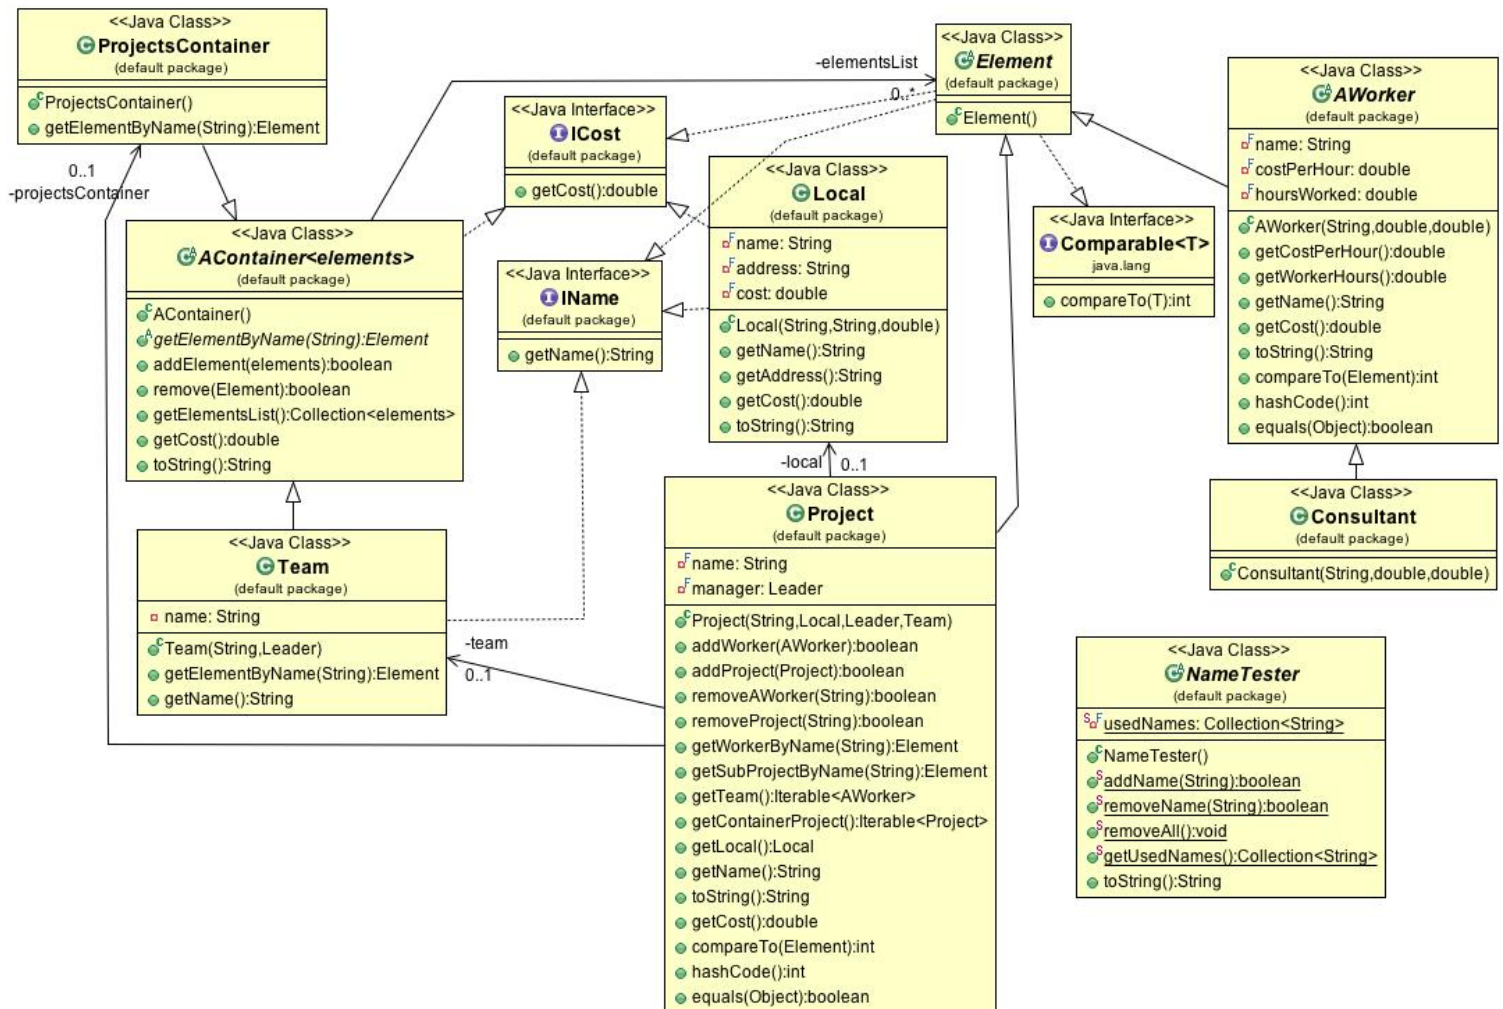 <<Java Class>>
ProjectsContainer
(default package)
ProjectsContainer()
getElementByName(String):Element
0..1
-projectsContainer
<<Java Class>>
AContainer<elements>
(default package)
AContainer()
getElementByName(String):Element
addElement(elements):boolean
remove(Element):boolean
getElementsList():Collection<elements>
getCost():double
toString():String
<<Java Class>>
Team
(default package)
name: String
Team(String,Leader)
getElementByName(String):Element
getName():String
-team
0..1
<<Java Interface>>
ICost
(default package)
getCost():double
<<Java Interface>>
IName
(default package)
getName():String
-elementsList
0..*
<<Java Class>>
Element
(default package)
Element()
<<Java Class>>
Local
(default package)
name: String
address: String
cost: double
Local(String,String,double)
getName():String
getAddress():String
getCost():double
toString():String
-local
0..1
<<Java Class>>
Project
(default package)
name: String
manager: Leader
Project(String,Local,Leader,Team)
addWorker(AWorker):boolean
addProject(Project):boolean
removeAWorker(String):boolean
removeProject(String):boolean
getWorkerByName(String):Element
getSubProjectByName(String):Element
getTeam():Iterable<AWorker>
getContainerProject():Iterable<Project>
getLocal():Local
getName():String
toString():String
getCost():double
compareTo(Element):int
hashCode():int
equals(Object):boolean
<<Java Interface>>
Comparable<T>
java.lang
compareTo(T):int
<<Java Class>>
AWorker
(default package)
name: String
costPerHour: double
hoursWorked: double
AWorker(String,double,double)
getCostPerHour():double
getWorkerHours():double
getName():String
getCost():double
toString():String
compareTo(Element):int
hashCode():int
equals(Object):boolean
<<Java Class>>
Consultant
(default package)
Consultant(String,double,double)
<<Java Class>>
NameTester
(default package)
usedNames: Collection<String>
NameTester()
addName(String):boolean
removeName(String):boolean
removeAll():void
getUsedNames():Collection<String>
toString():String